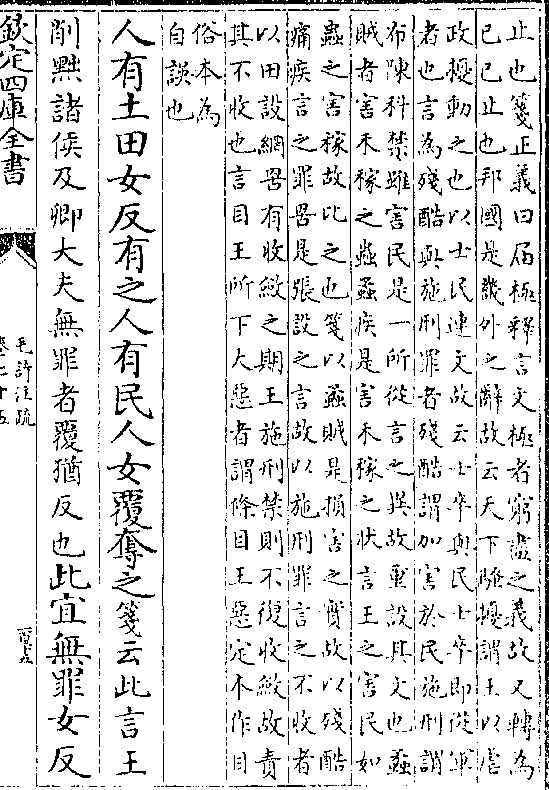 止也箋正義曰屆極釋言文極者窮盡之義故又轉為
已已止也邦國是畿外之辭故云天下騷擾謂王以虐
政擾動之也以士民連文故云士卒與民士卒即從軍
者也言為殘酷與施刑罪者殘酷謂加害於民施刑謂
布陳科禁雖害民是一所從言之異故重設其文也蟊
賊者害禾稼之蟲蟊疾是害禾稼之狀言王之害民如
蟲之害稼故比之也箋以蟊賊是損害之實故以殘酷
痛疾言之罪罟是張設之言故以施刑罪言之不收者
以田設網罟有收斂之期王施刑禁則不復收斂故責
其不收也言目王所下大惡者謂條目王惡定本作目
俗本為
自誤也
人有土田女反有之人有民人女覆奪之箋云此言王
削黜諸侯及卿大夫無罪者覆猶反也此宜無罪女反
欽定四庫全書
毛詩注疏
卷二十五